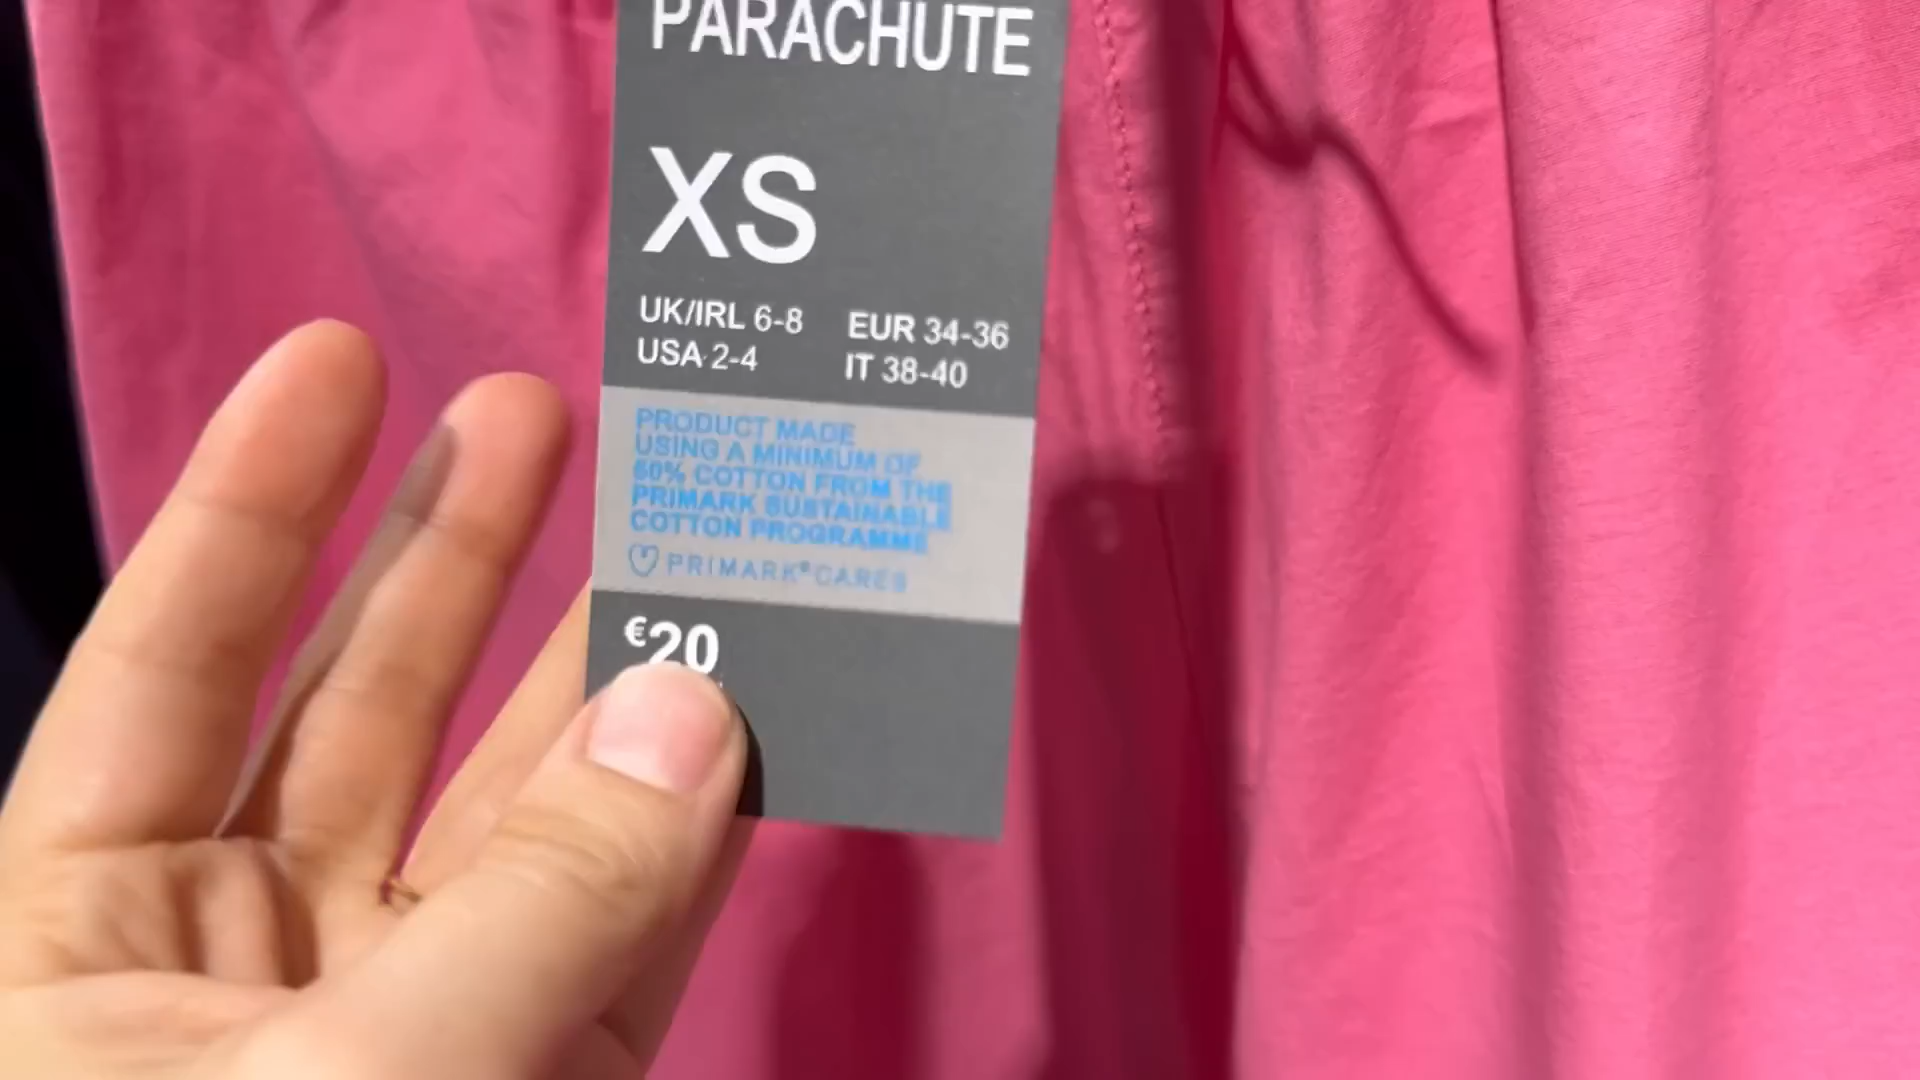 PARACHUTE
XS
UK/IRL 6-8 EUR 34-36
USA 2-4 IT 38-40
PRODUCT MADE
USING A MINIMUM OF
50% COTTON FROM THE
PRIMARK SUSTAINABLE
COTTON PROGRAMME
PRIMARK® CARES
€20